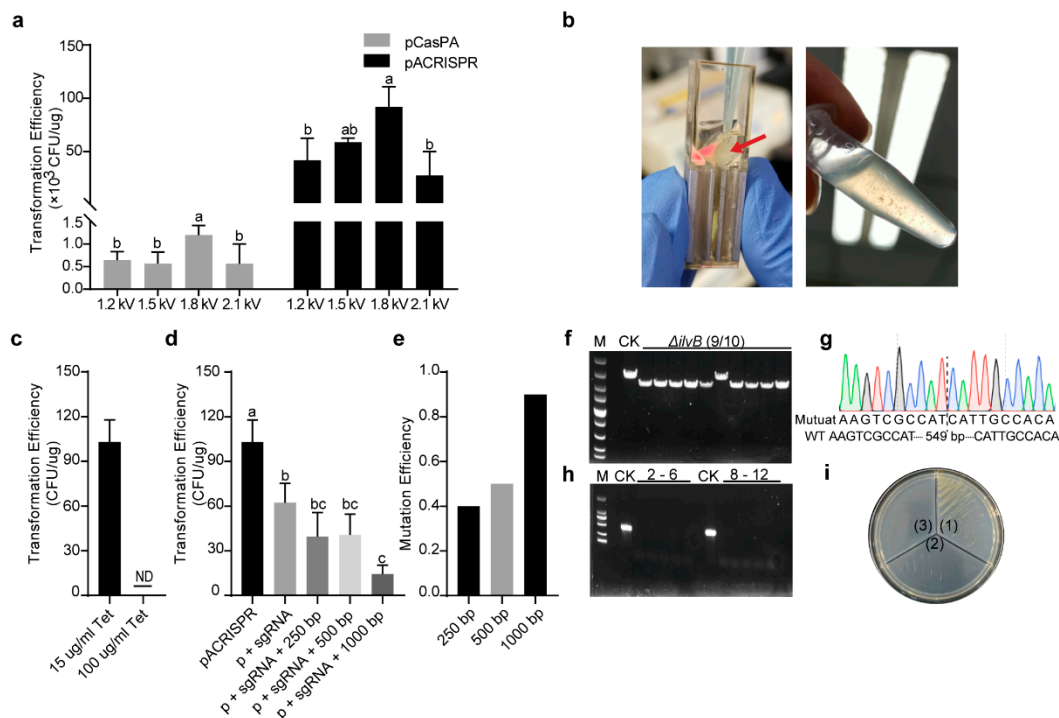 a
Transformation Efficiency
(×10³ CFU/ug)
150
100
50
1.5
1.0
0.5
0.0
pCasPA
pACRISPR
b
b
a
b
b
ab
a
b
1.2 kV
1.5 kV
1.8 kV
2.1 kV
1.2 kV
1.5 kV
1.8 kV
2.1 kV
b
c
Transformation Efficiency
(CFU/ug)
150
120
90
60
30
0
ND
15 ug/ml Tet
100 ug/ml Tet
d
Transformation Efficiency
(CFU/ug)
150
120
90
60
30
0
a
b
bc
bc
c
pACRISPR
p + sgRNA
p + sgRNA + 250 bp
p + sgRNA + 500 bp
p + sgRNA + 1000 bp
e
Mutation Efficiency
1.0
0.8
0.6
0.4
0.2
0.0
250 bp
500 bp
1000 bp
f
M CK ΔilvB (9/10)
g
Mutuat AAGTCGCCATCATTGCCACA
WT AAGTCGCCAT--- 549 bp---CATTGCCACA
h
M CK 2 - 6 CK 8 - 12
i
(3) (1)
(2)